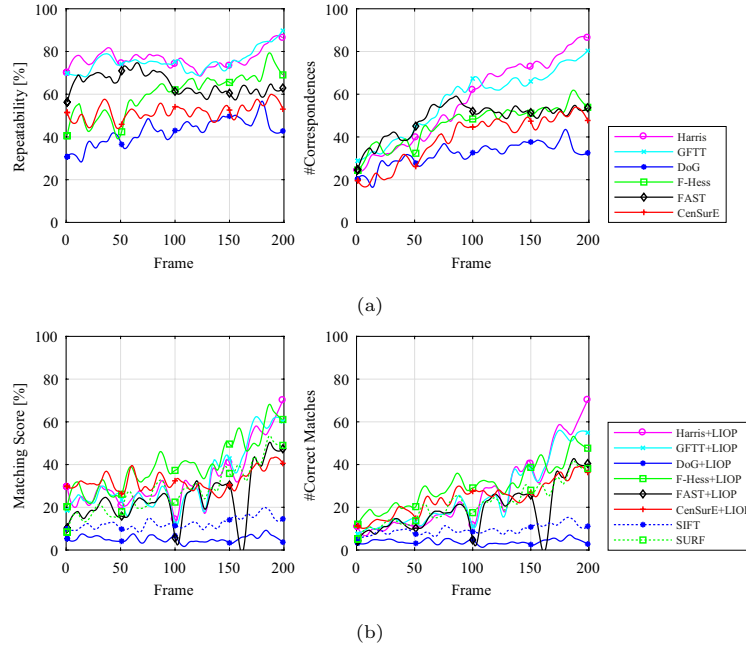 100
80
60
40
20
0
0 50 100 150 200
Repeatability [%]
Frame
100
80
60
40
20
0
0 50 100 150 200
#Correspondences
Frame
Harris
GFTT
DoG
F-Hess
FAST
CenSurE
(a)
100
80
60
40
20
0
0 50 100 150 200
Matching Score [%]
Frame
100
80
60
40
20
0
0 50 100 150 200
#Correct Matches
Frame
Harris+LIOP
GFTT+LIOP
DoG+LIOP
F-Hess+LIOP
FAST+LIOP
CenSurE+LIOP
SIFT
SURF
(b)